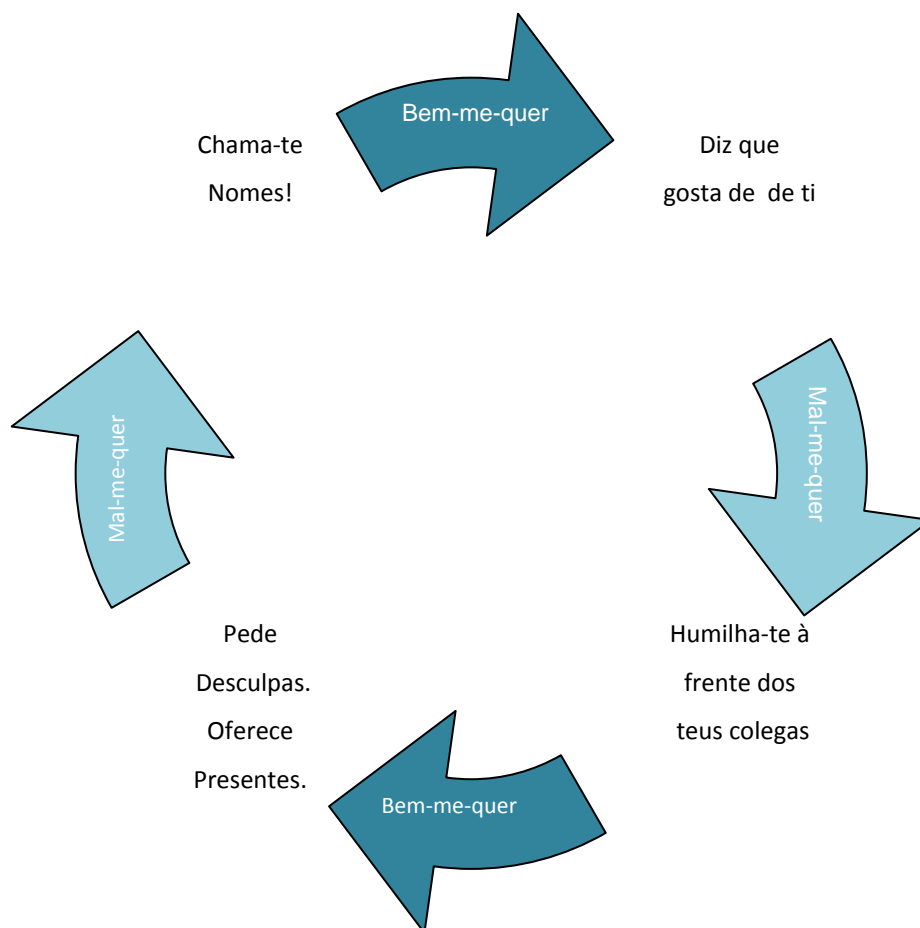 Bem-me-quer
Chama-te
Nomes!
Diz que
gosta de  de ti
Mal-me-quer
Humilha-te à
frente dos
teus colegas
Bem-me-quer
Pede
Desculpas.
Oferece
Presentes.
Mal-me-quer